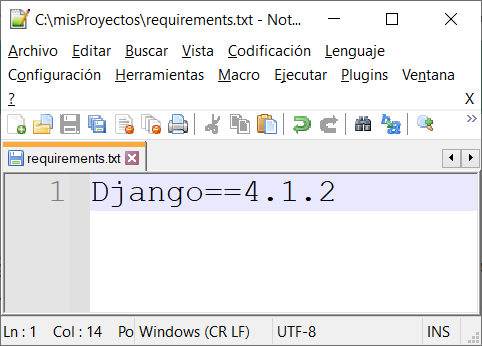 C:\misProyectos\requirements.txt - Not...
Archivo Editar Buscar Vista Codificación Lenguaje
Configuración Herramientas Macro Ejecutar Plugins Ventana
? X
requirements.txt
1 Django==4.1.2
Ln : 1 Col : 14 Po Windows (CR LF) UTF-8 INS